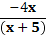 −4x
(x + 5)